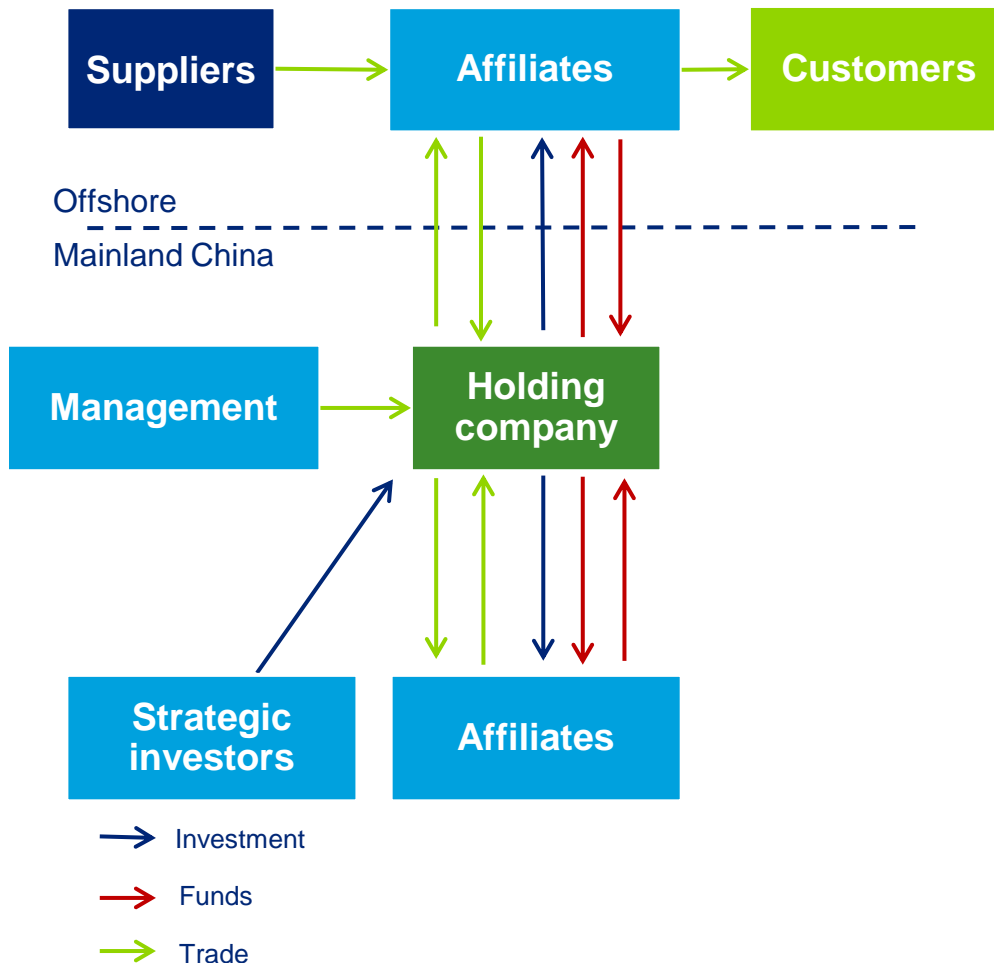 Suppliers
Affiliates
Customers
Offshore
Mainland China
Management
Holding
company
Strategic
investors
Affiliates
Investment
Funds
Trade